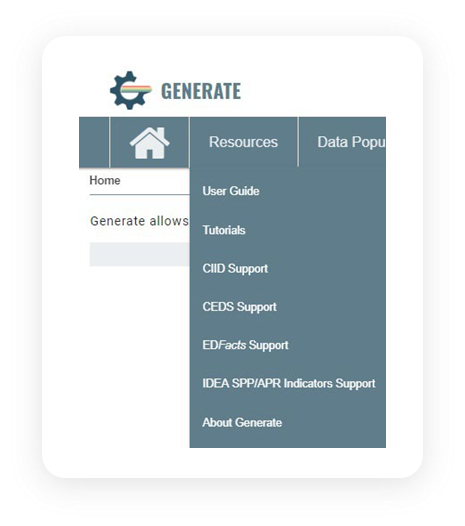 GENERATE
Resources
Data Popu
Home
Generate allows
User Guide
Tutorials
CIID Support
CEDS Support
EDFacts Support
IDEA SPP/APR Indicators Support
About Generate